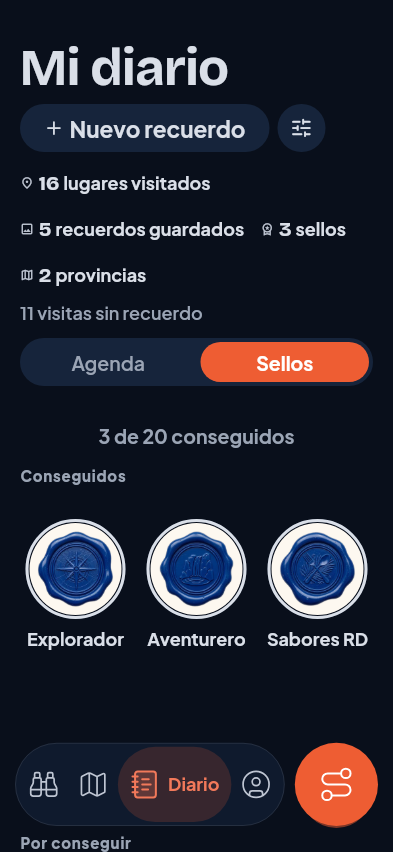 Mi diario
+ Nuevo recuerdo
16 lugares visitados
5 recuerdos guardados 3 sellos
2 provincias
11 visitas sin recuerdo
Agenda Sellos
3 de 20 conseguidos
Conseguidos
Explorador Aventurero Sabores RD
Diario
Por conseguir